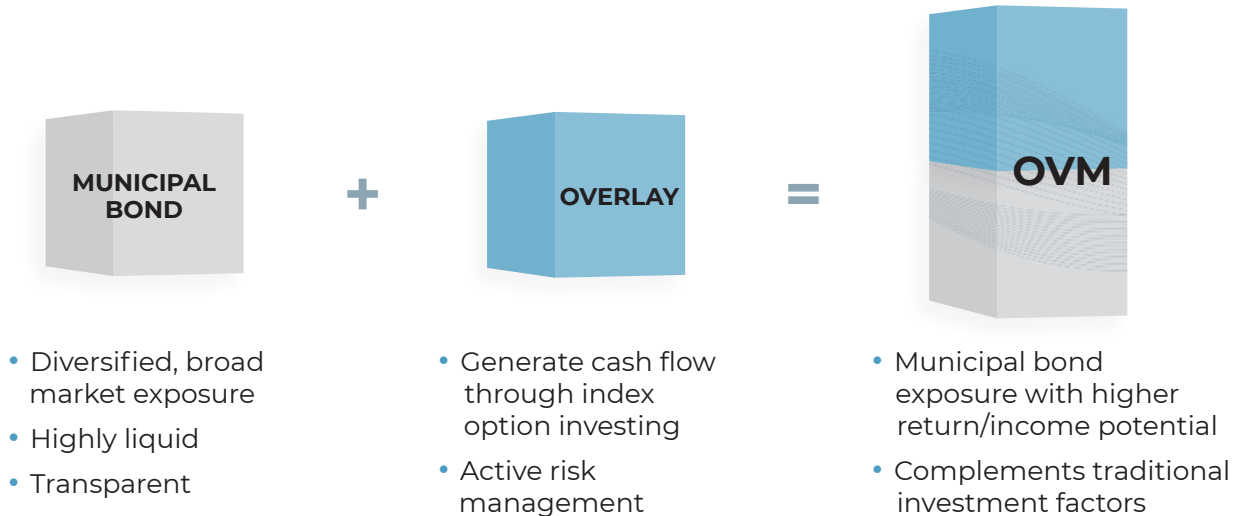 MUNICIPAL
BOND
+
OVERLAY
=
OVM
• Diversified, broad
market exposure
• Highly liquid
• Transparent
• Generate cash flow
through index
option investing
• Active risk
management
• Municipal bond
exposure with higher
return/income potential
• Complements traditional
investment factors